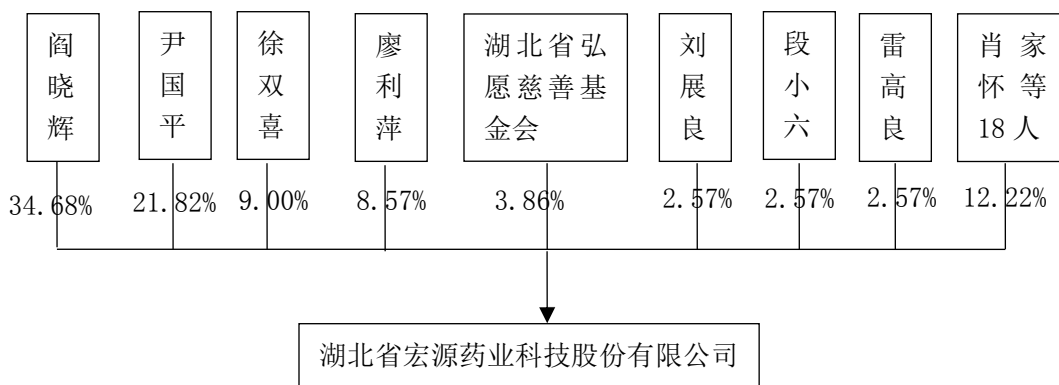 阎晓辉
尹国平
徐双喜
廖利萍
湖北省弘
愿慈善基
金会
刘展良
段小六
雷高良
肖家
怀等
18人
34.68%
21.82%
9.00%
8.57%
3.86%
2.57%
2.57%
2.57%
12.22%
湖北省宏源药业科技股份有限公司